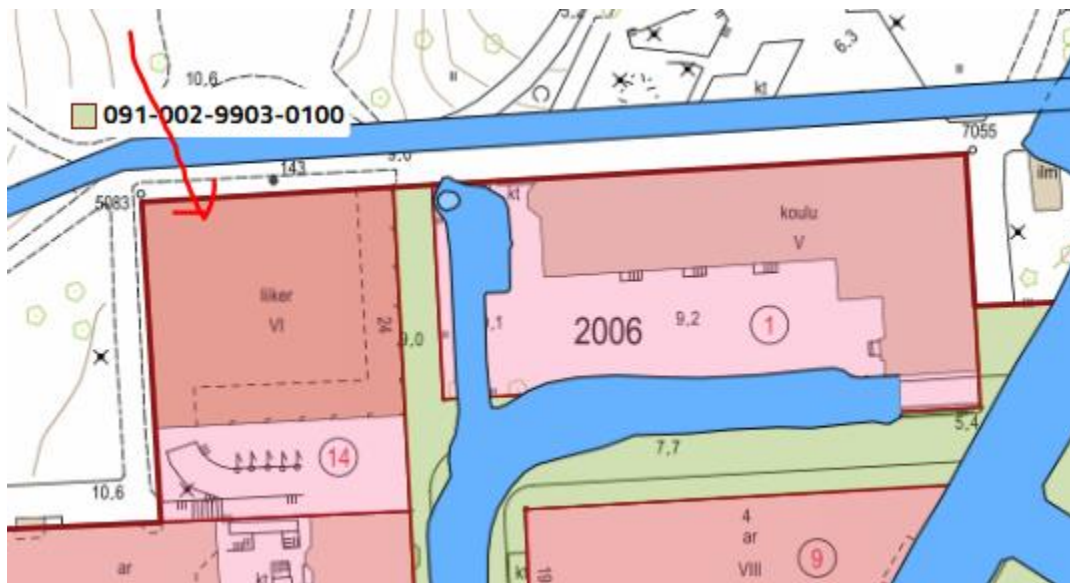 10,6
6.3
kt
091-002-9903-0100
7055
143
9,0
5083
ilm
kt
koulu
V
liiker
VI
24
9,0
9,2
2006
1
14
5,4
7,7
10,6
4
ar
VIII
9
ar
kt
kt
19